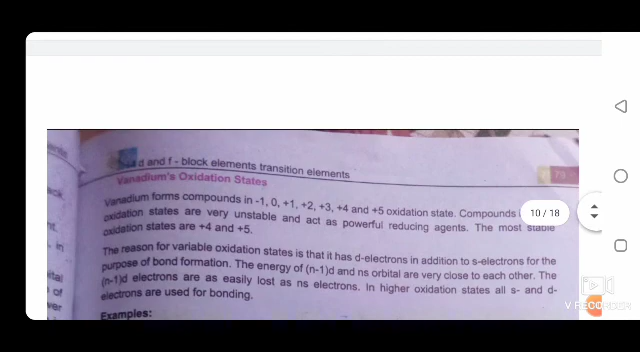 d and f - block elements transition elements
79
Vanadium's Oxidation States
Vanadium forms compounds in -1, 0, +1, +2, +3, +4 and +5 oxidation state. Compounds
oxidation states are very unstable and act as powerful reducing agents. The most stable
oxidation states are +4 and +5.
10 / 18
The reason for variable oxidation states is that it has d-electrons in addition to s-electrons for the
purpose of bond formation. The energy of (n-1)d and ns orbital are very close to each other. The
(n-1)d electrons are as easily lost as ns electrons. In higher oxidation states all s- and d-
electrons are used for bonding.
Examples:
in
of
V RECORDER